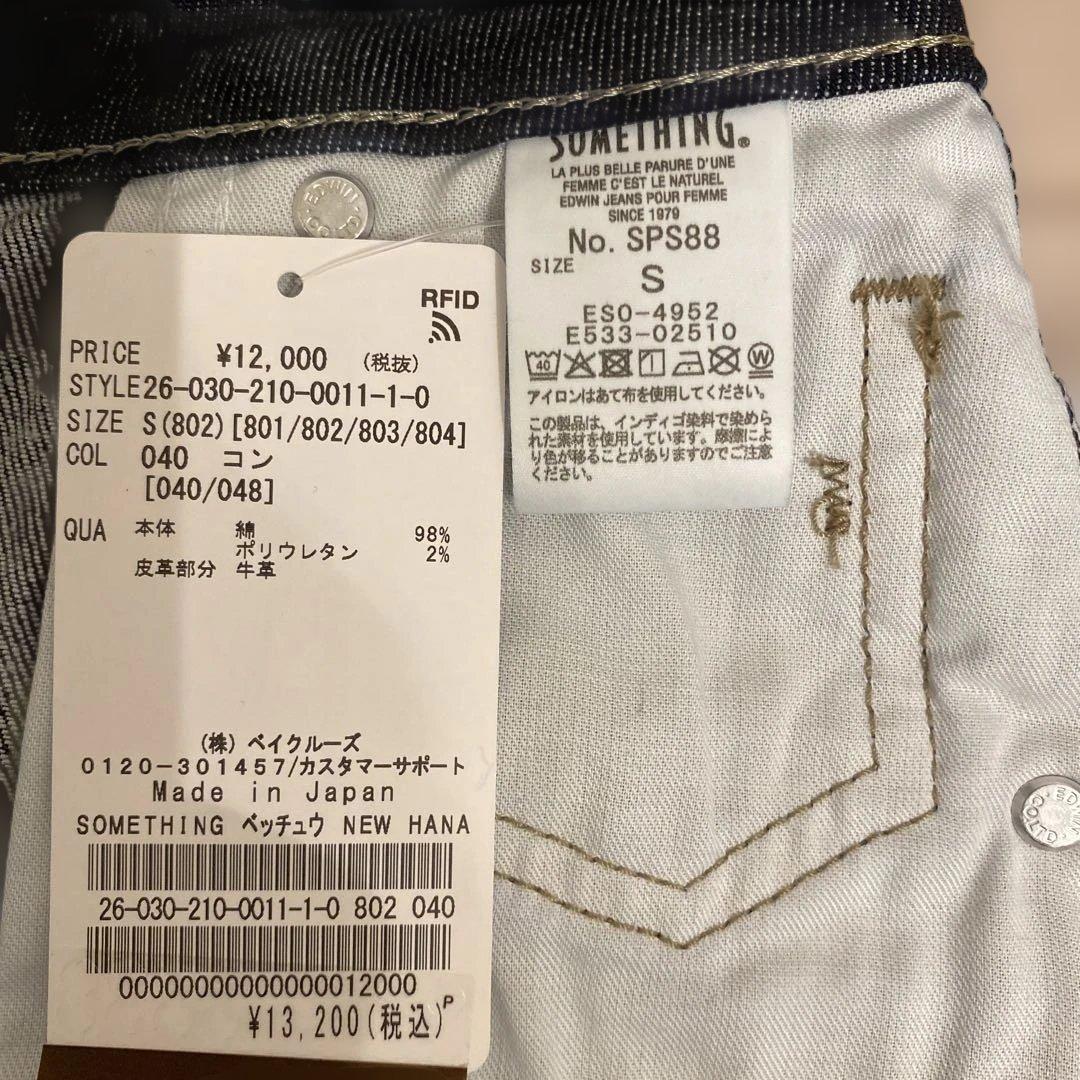 SOMETHING®
LA PLUS BELLE PARURE D'UNE
FEMME C'EST LE NATUREL
EDWIN JEANS POUR FEMME
SINCE 1979
No. SPS88
SIZE
S
ESO-4952
E533-02510
40
W
アイロンはあて布を使用してください。
この製品は、インディゴ染料で染めら
れた素材を使用しています。摩擦によ
り色が移ることがありますのでご注意
ください。
EDWIN
RFID
PRICE ¥12,000 (税抜)
STYLE26-030-210-0011-1-0
SIZE S(802)[801/802/803/804]
COL 040 コン
[040/048]
QUA 本体 綿 98%
ポリウレタン 2%
皮革部分 牛革
(株) ベイクルーズ
0120-301457/カスタマーサポート
Made in Japan
SOMETHING ベッチュウ NEW HANA
26-030-210-0011-1-0 802 040
00000000000000012000
P
¥13,200(税込)